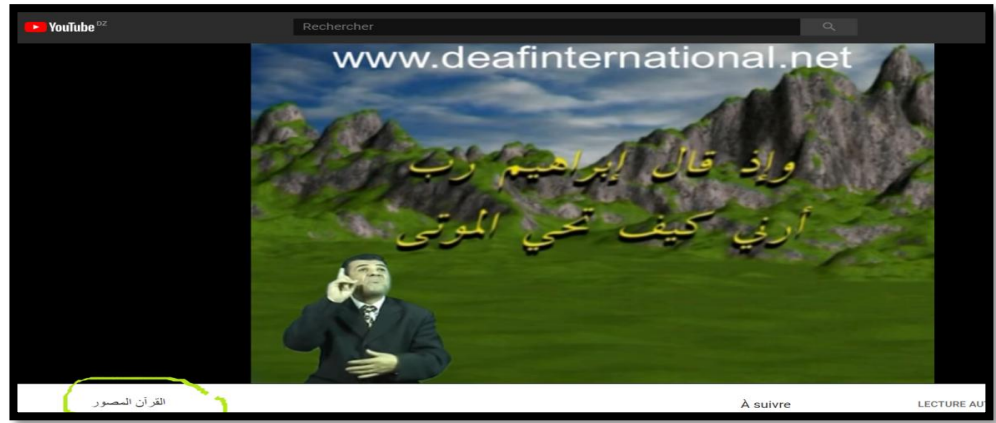 YouTube DZ
Rechercher
www.deafinternational.net
وإذ قال إبراهيم رب
أرني كيف تحي الموتى
القرآن المصور
À suivre
LECTURE AU